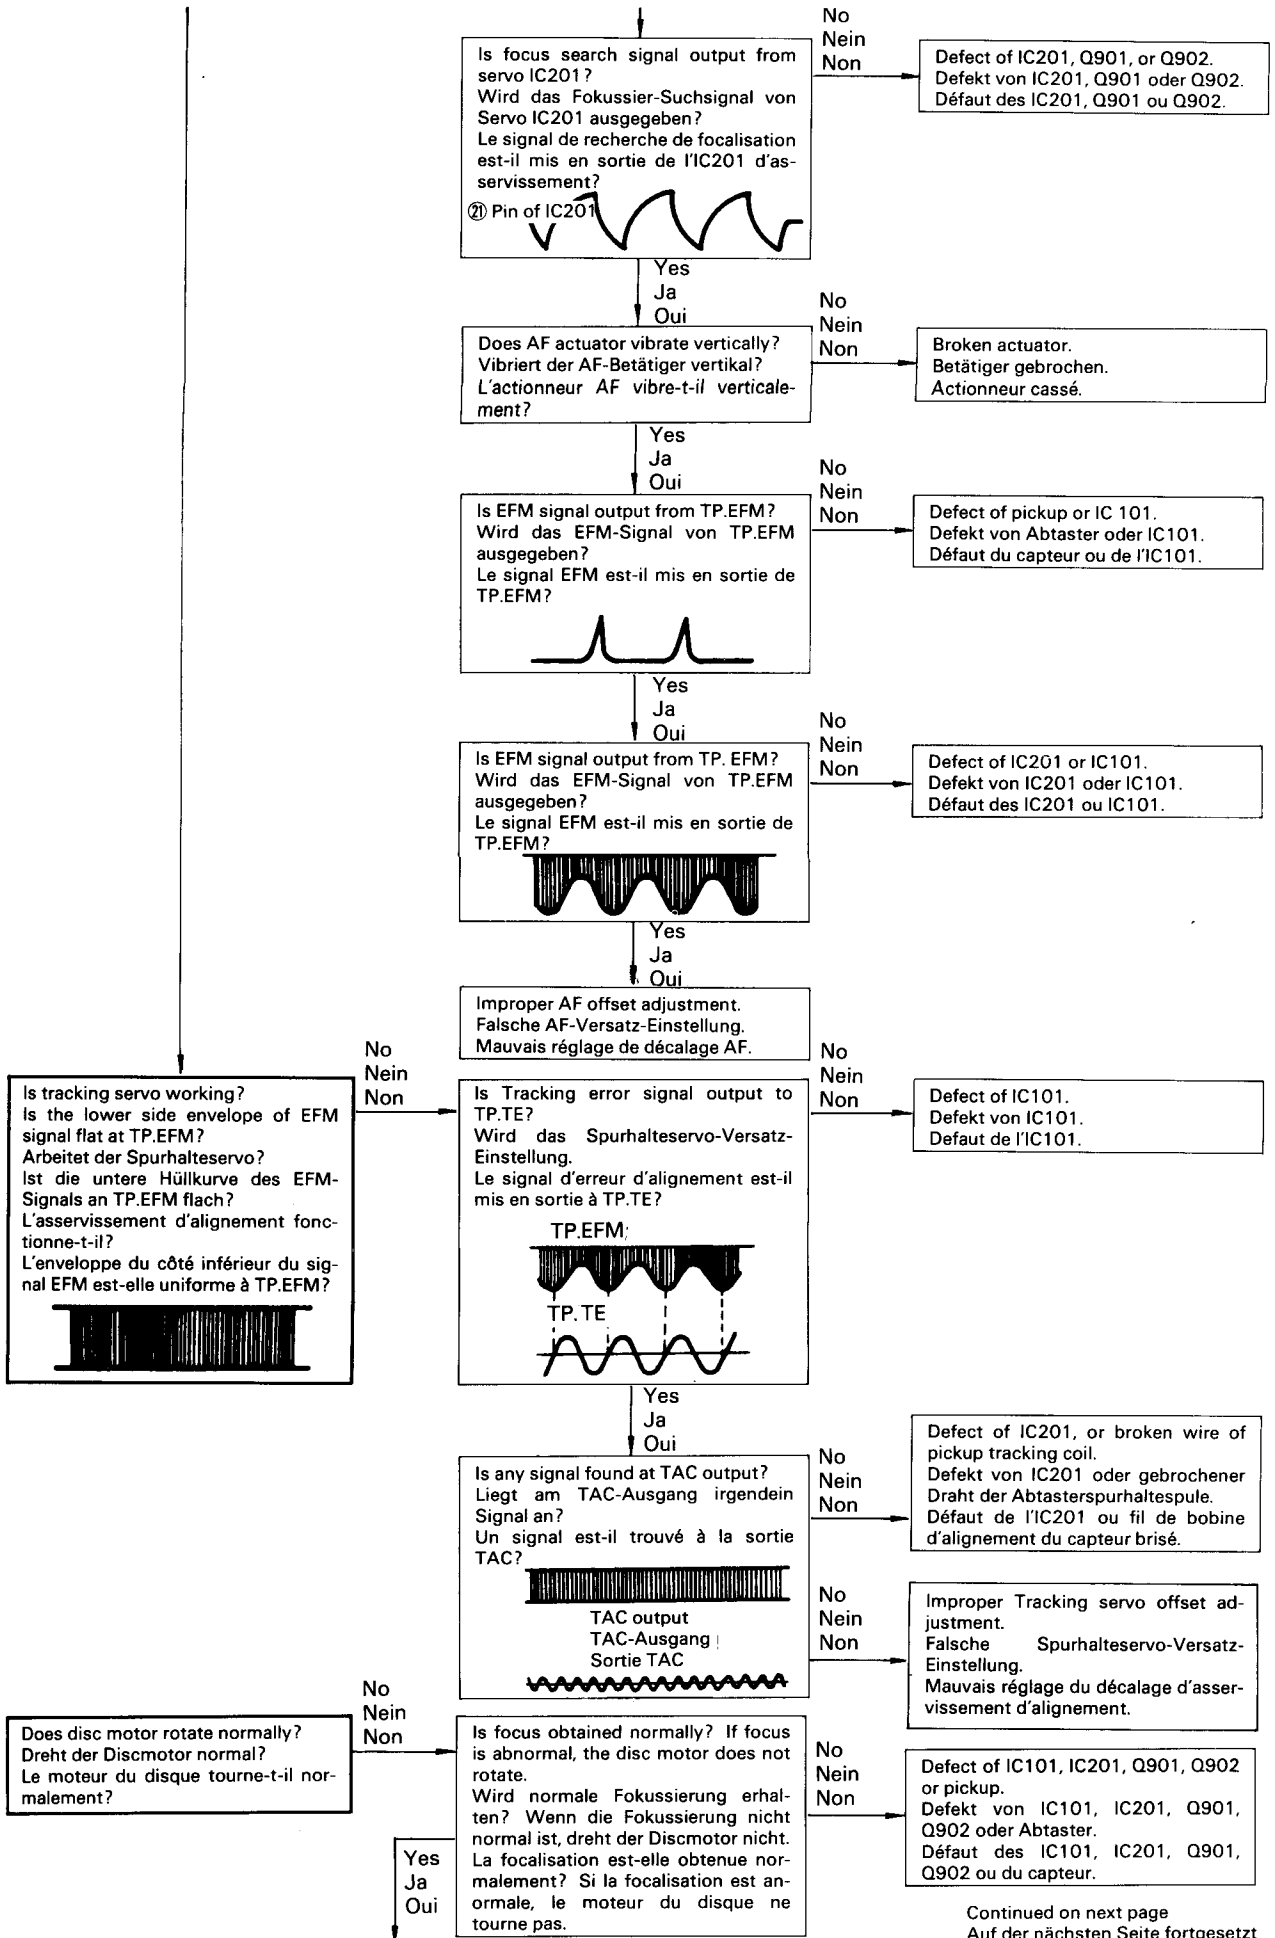 No
Nein
Non
Is focus search signal output from
servo IC201?
Wird das Fokussier-Suchsignal von
Servo IC201 ausgegeben?
Le signal de recherche de focalisation
est-il mis en sortie de l'IC201 d'as-
servissement?
㉑ Pin of IC201
Defect of IC201, Q901, or Q902.
Defekt von IC201, Q901 oder Q902.
Défaut des IC201, Q901 ou Q902.
Yes
Ja
Oui
No
Nein
Non
Does AF actuator vibrate vertically?
Vibriert der AF-Betätiger vertikal?
L'actionneur AF vibre-t-il verticale-
ment?
Broken actuator.
Betätiger gebrochen.
Actionneur cassé.
Yes
Ja
Oui
No
Nein
Non
Is EFM signal output from TP.EFM?
Wird das EFM-Signal von TP.EFM
ausgegeben?
Le signal EFM est-il mis en sortie de
TP.EFM?
Defect of pickup or IC 101.
Defekt von Abtaster oder IC101.
Défaut du capteur ou de l'IC101.
Yes
Ja
Oui
No
Nein
Non
Is EFM signal output from TP. EFM?
Wird das EFM-Signal von TP.EFM
ausgegeben?
Le signal EFM est-il mis en sortie de
TP.EFM?
Defect of IC201 or IC101.
Defekt von IC201 oder IC101.
Défaut des IC201 ou IC101.
Yes
Ja
Oui
Improper AF offset adjustment.
Falsche AF-Versatz-Einstellung.
Mauvais réglage de décalage AF.
Is tracking servo working?
Is the lower side envelope of EFM
signal flat at TP.EFM?
Arbeitet der Spurhalteservo?
Ist die untere Hüllkurve des EFM-
Signals an TP.EFM flach?
L'asservissement d'alignement fonc-
tionne-t-il?
L'enveloppe du côté inférieur du sig-
nal EFM est-elle uniforme à TP.EFM?
No
Nein
Non
Is Tracking error signal output to
TP.TE?
Wird das Spurhalteservo-Versatz-
Einstellung.
Le signal d'erreur d'alignement est-il
mis en sortie à TP.TE?
TP.EFM
TP.TE
No
Nein
Non
Defect of IC101.
Defekt von IC101.
Defaut de l'IC101.
Yes
Ja
Oui
Is any signal found at TAC output?
Liegt am TAC-Ausgang irgendein
Signal an?
Un signal est-il trouvé à la sortie
TAC?
TAC output
TAC-Ausgang
Sortie TAC
No
Nein
Non
Defect of IC201, or broken wire of
pickup tracking coil.
Defekt von IC201 oder gebrochener
Draht der Abtasterspurhaltespule.
Défaut de l'IC201 ou fil de bobine
d'alignement du capteur brisé.
No
Nein
Non
Improper Tracking servo offset ad-
justment.
Falsche Spurhalteservo-Versatz-
Einstellung.
Mauvais réglage du décalage d'asser-
vissement d'alignement.
Does disc motor rotate normally?
Dreht der Discmotor normal?
Le moteur du disque tourne-t-il nor-
malement?
No
Nein
Non
Is focus obtained normally? If focus
is abnormal, the disc motor does not
rotate.
Wird normale Fokussierung erhal-
ten? Wenn die Fokussierung nicht
normal ist, dreht der Discmotor nicht.
La focalisation est-elle obtenue nor-
malement? Si la focalisation est an-
ormale, le moteur du disque ne
tourne pas.
Yes
Ja
Oui
No
Nein
Non
Defect of IC101, IC201, Q901, Q902
or pickup.
Defekt von IC101, IC201, Q901,
Q902 oder Abtaster.
Défaut des IC101, IC201, Q901,
Q902 ou du capteur.
Continued on next page
Auf der nächsten Seite fortgesetzt